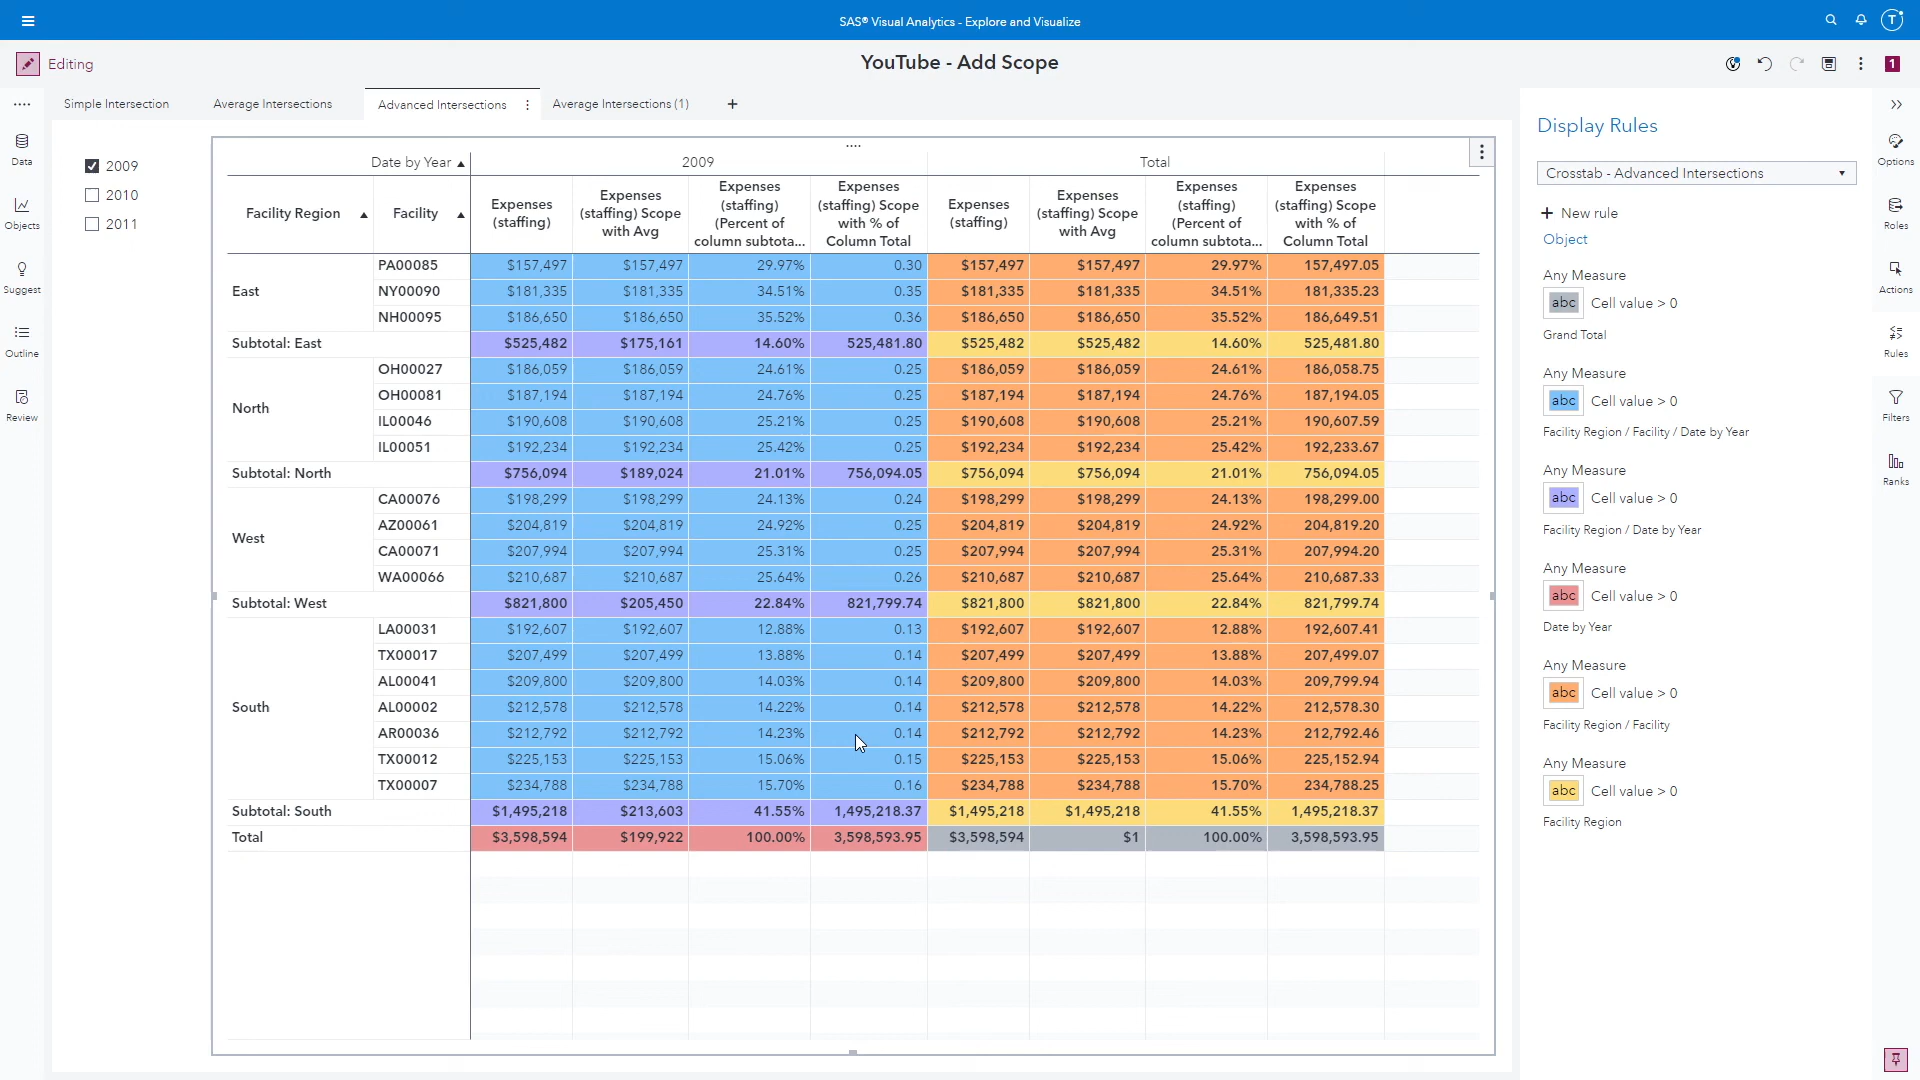 SAS® Visual Analytics - Explore and Visualize
T
Editing
YouTube - Add Scope
1
Simple Intersection
Average Intersections
Advanced Intersections
Average Intersections (1)
+
Data
Objects
Suggest
Outline
Review
2009
2010
2011
Date by Year 2009 Total
Facility Region Facility Expenses (staffing) Expenses (staffing) Scope with Avg Expenses (staffing) (Percent of column subtota... Expenses (staffing) Scope with % of Column Total Expenses (staffing) Expenses (staffing) Scope with Avg Expenses (staffing) (Percent of column subtota... Expenses (staffing) Scope with % of Column Total
East PA00085 $157,497 $157,497 29.97% 0.30 $157,497 $157,497 29.97% 157,497.05
NY00090 $181,335 $181,335 34.51% 0.35 $181,335 $181,335 34.51% 181,335.23
NH00095 $186,650 $186,650 35.52% 0.36 $186,650 $186,650 35.52% 186,649.51
Subtotal: East $525,482 $175,161 14.60% 525,481.80 $525,482 $525,482 14.60% 525,481.80
North OH00027 $186,059 $186,059 24.61% 0.25 $186,059 $186,059 24.61% 186,058.75
OH00081 $187,194 $187,194 24.76% 0.25 $187,194 $187,194 24.76% 187,194.05
IL00046 $190,608 $190,608 25.21% 0.25 $190,608 $190,608 25.21% 190,607.59
IL00051 $192,234 $192,234 25.42% 0.25 $192,234 $192,234 25.42% 192,233.67
Subtotal: North $756,094 $189,024 21.01% 756,094.05 $756,094 $756,094 21.01% 756,094.05
West CA00076 $198,299 $198,299 24.13% 0.24 $198,299 $198,299 24.13% 198,299.00
AZ00061 $204,819 $204,819 24.92% 0.25 $204,819 $204,819 24.92% 204,819.20
CA00071 $207,994 $207,994 25.31% 0.25 $207,994 $207,994 25.31% 207,994.20
WA00066 $210,687 $210,687 25.64% 0.26 $210,687 $210,687 25.64% 210,687.33
Subtotal: West $821,800 $205,450 22.84% 821,799.74 $821,800 $821,800 22.84% 821,799.74
South LA00031 $192,607 $192,607 12.88% 0.13 $192,607 $192,607 12.88% 192,607.41
TX00017 $207,499 $207,499 13.88% 0.14 $207,499 $207,499 13.88% 207,499.07
AL00041 $209,800 $209,800 14.03% 0.14 $209,800 $209,800 14.03% 209,799.94
AL00002 $212,578 $212,578 14.22% 0.14 $212,578 $212,578 14.22% 212,578.30
AR00036 $212,792 $212,792 14.23% 0.14 $212,792 $212,792 14.23% 212,792.46
TX00012 $225,153 $225,153 15.06% 0.15 $225,153 $225,153 15.06% 225,152.94
TX00007 $234,788 $234,788 15.70% 0.16 $234,788 $234,788 15.70% 234,788.25
Subtotal: South $1,495,218 $213,603 41.55% 1,495,218.37 $1,495,218 $1,495,218 41.55% 1,495,218.37
Total $3,598,594 $199,922 100.00% 3,598,593.95 $3,598,594 $1 100.00% 3,598,593.95
Display Rules
Crosstab - Advanced Intersections
+ New rule
Object
Any Measure
abc Cell value > 0
Grand Total
Any Measure
abc Cell value > 0
Facility Region / Facility / Date by Year
Any Measure
abc Cell value > 0
Facility Region / Date by Year
Any Measure
abc Cell value > 0
Date by Year
Any Measure
abc Cell value > 0
Facility Region / Facility
Any Measure
abc Cell value > 0
Facility Region
Options
Roles
Actions
Rules
Filters
Ranks